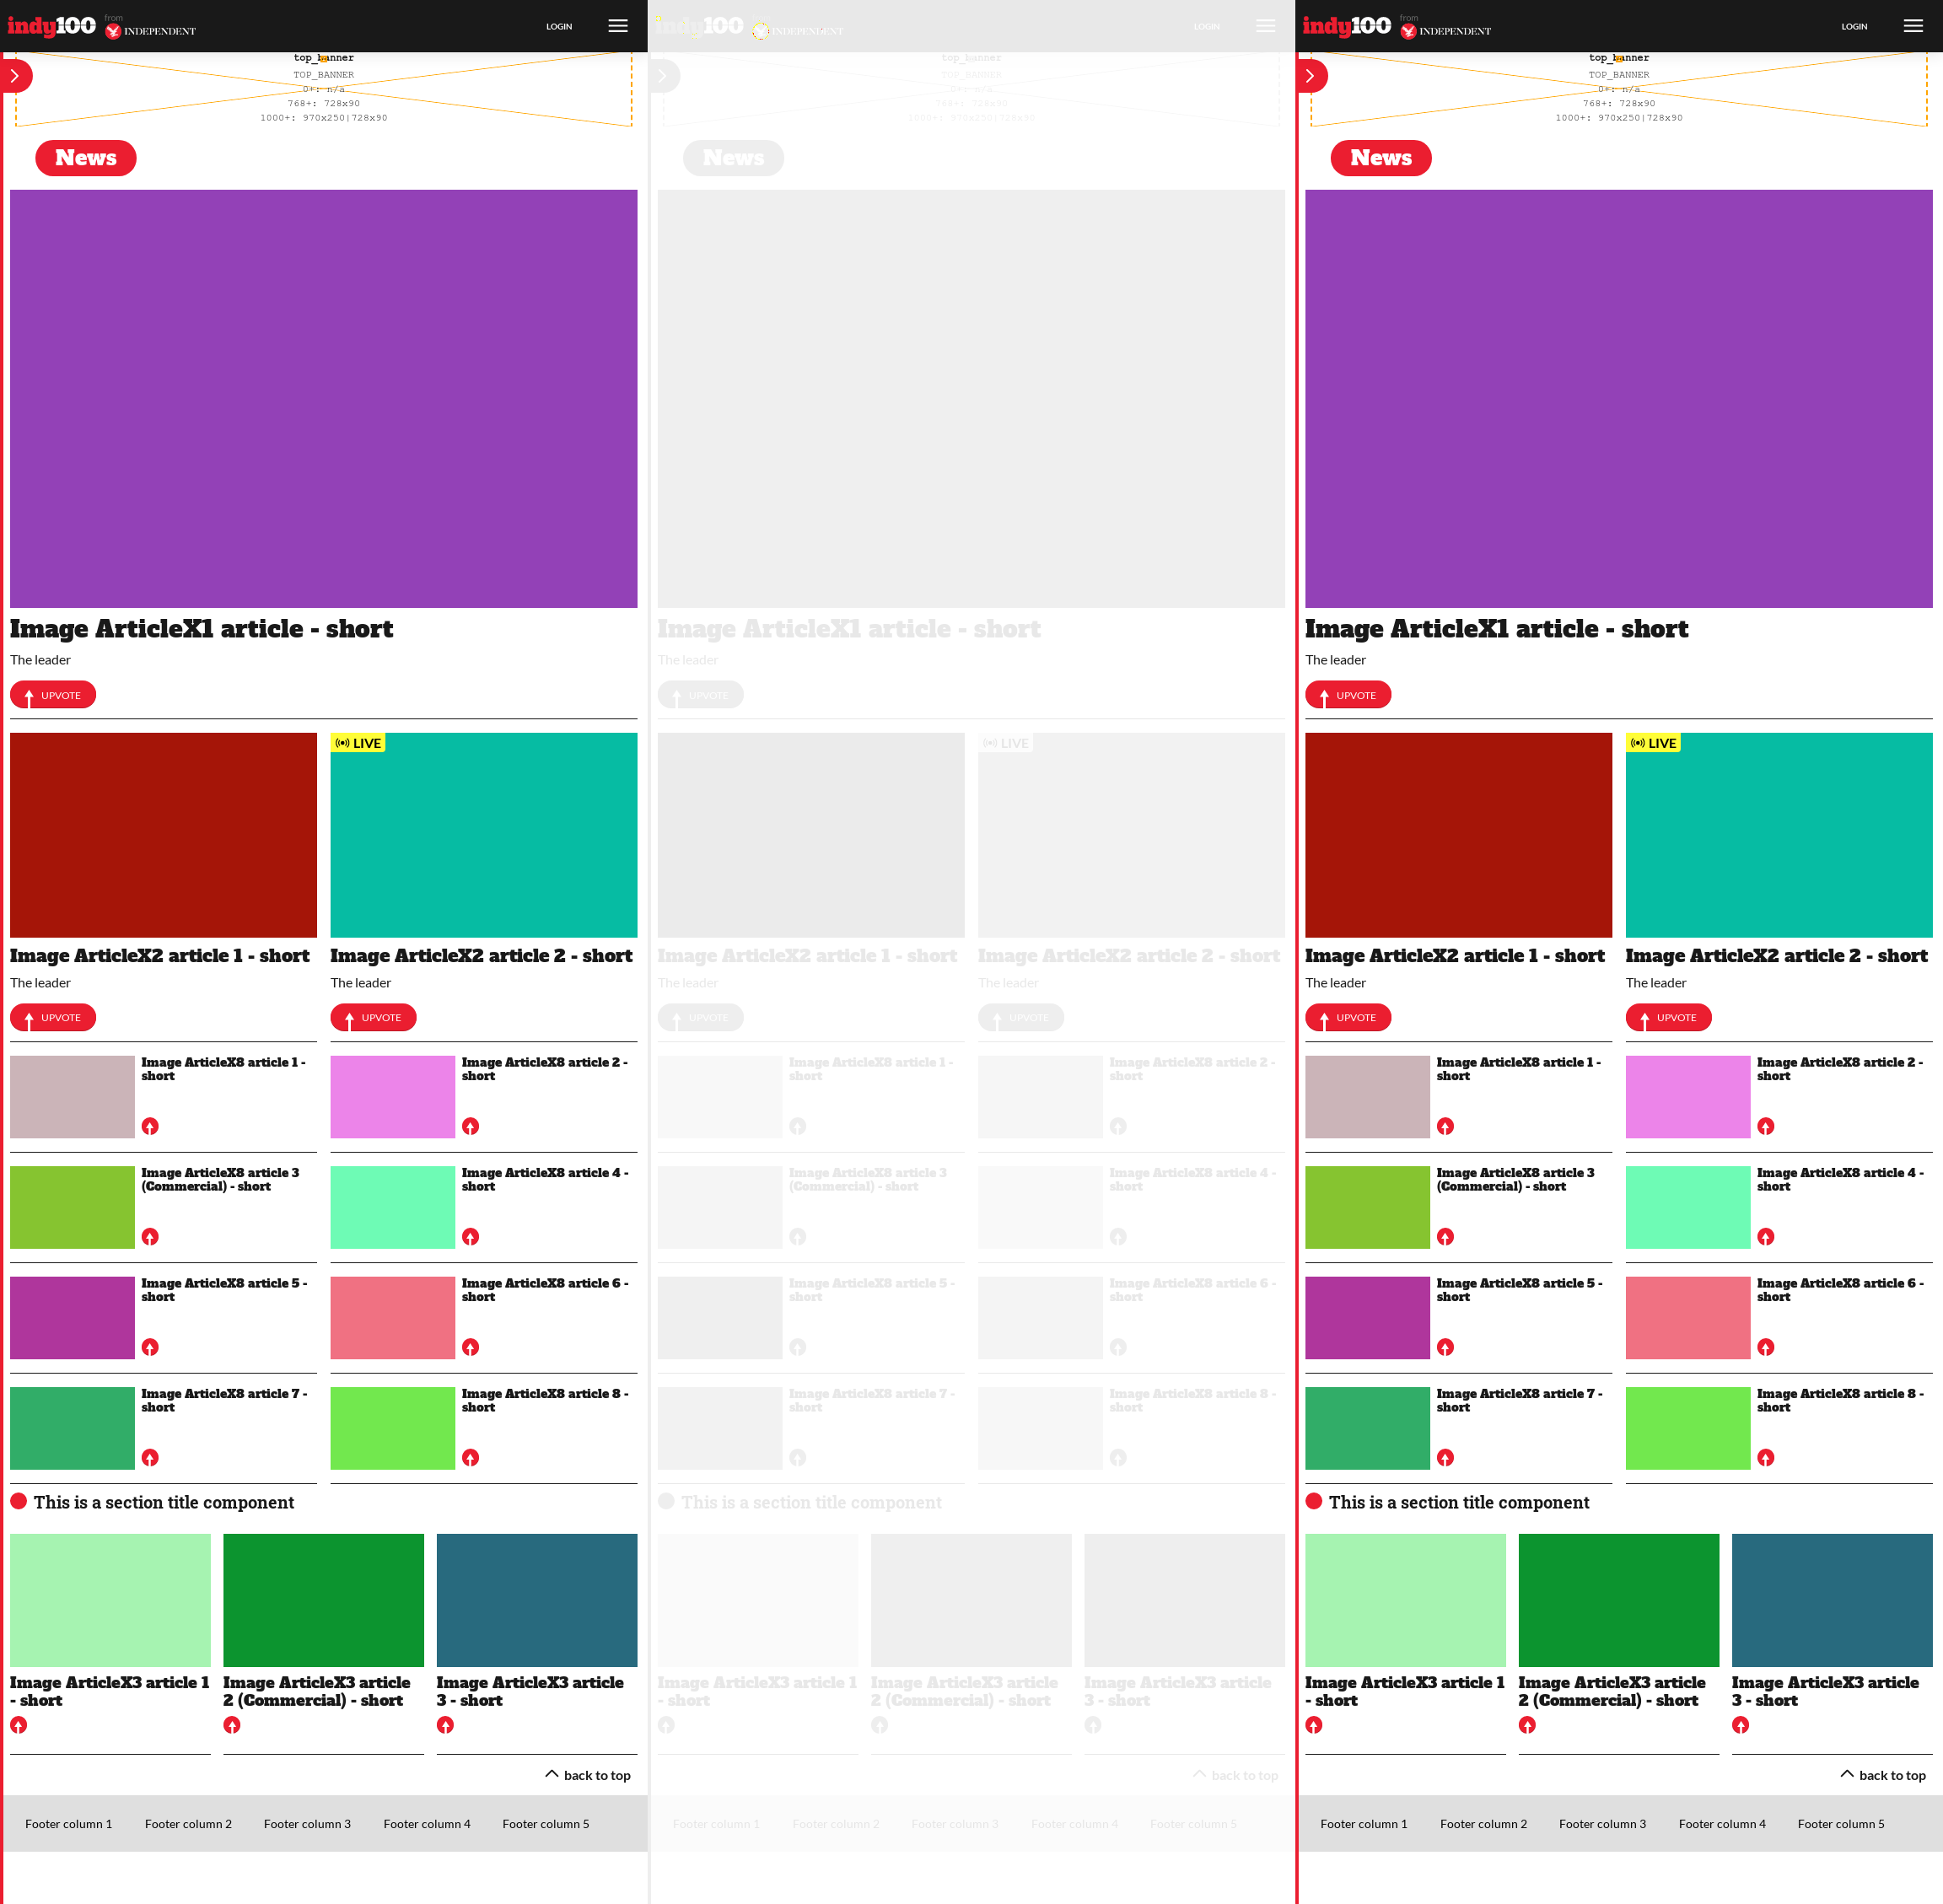 indy100 from INDEPENDENT LOGIN
top_banner
TOP_BANNER
0+: n/a
768+: 728x90
1000+: 970x250|728x90
News
Image ArticleX1 article - short
The leader
UPVOTE
LIVE
Image ArticleX2 article 1 - short
The leader
UPVOTE
Image ArticleX2 article 2 - short
The leader
UPVOTE
Image ArticleX8 article 1 -
short
Image ArticleX8 article 2 -
short
Image ArticleX8 article 3
(Commercial) - short
Image ArticleX8 article 4 -
short
Image ArticleX8 article 5 -
short
Image ArticleX8 article 6 -
short
Image ArticleX8 article 7 -
short
Image ArticleX8 article 8 -
short
This is a section title component
Image ArticleX3 article 1
- short
Image ArticleX3 article
2 (Commercial) - short
Image ArticleX3 article
3 - short
back to top
Footer column 1 Footer column 2 Footer column 3 Footer column 4 Footer column 5
indy100 INDEPENDENT LOGIN
top_banner
TOP_BANNER
0+: n/a
768+: 728x90
1000+: 970x250|728x90
News
Image ArticleX1 article - short
The leader
UPVOTE
LIVE
Image ArticleX2 article 1 - short
The leader
UPVOTE
Image ArticleX2 article 2 - short
The leader
UPVOTE
Image ArticleX8 article 1 -
short
Image ArticleX8 article 2 -
short
Image ArticleX8 article 3
(Commercial) - short
Image ArticleX8 article 4 -
short
Image ArticleX8 article 5 -
short
Image ArticleX8 article 6 -
short
Image ArticleX8 article 7 -
short
Image ArticleX8 article 8 -
short
This is a section title component
Image ArticleX3 article 1
- short
Image ArticleX3 article
2 (Commercial) - short
Image ArticleX3 article
3 - short
back to top
Footer column 1 Footer column 2 Footer column 3 Footer column 4 Footer column 5
indy100 from INDEPENDENT LOGIN
top_banner
TOP_BANNER
0+: n/a
768+: 728x90
1000+: 970x250|728x90
News
Image ArticleX1 article - short
The leader
UPVOTE
LIVE
Image ArticleX2 article 1 - short
The leader
UPVOTE
Image ArticleX2 article 2 - short
The leader
UPVOTE
Image ArticleX8 article 1 -
short
Image ArticleX8 article 2 -
short
Image ArticleX8 article 3
(Commercial) - short
Image ArticleX8 article 4 -
short
Image ArticleX8 article 5 -
short
Image ArticleX8 article 6 -
short
Image ArticleX8 article 7 -
short
Image ArticleX8 article 8 -
short
This is a section title component
Image ArticleX3 article 1
- short
Image ArticleX3 article
2 (Commercial) - short
Image ArticleX3 article
3 - short
back to top
Footer column 1 Footer column 2 Footer column 3 Footer column 4 Footer column 5